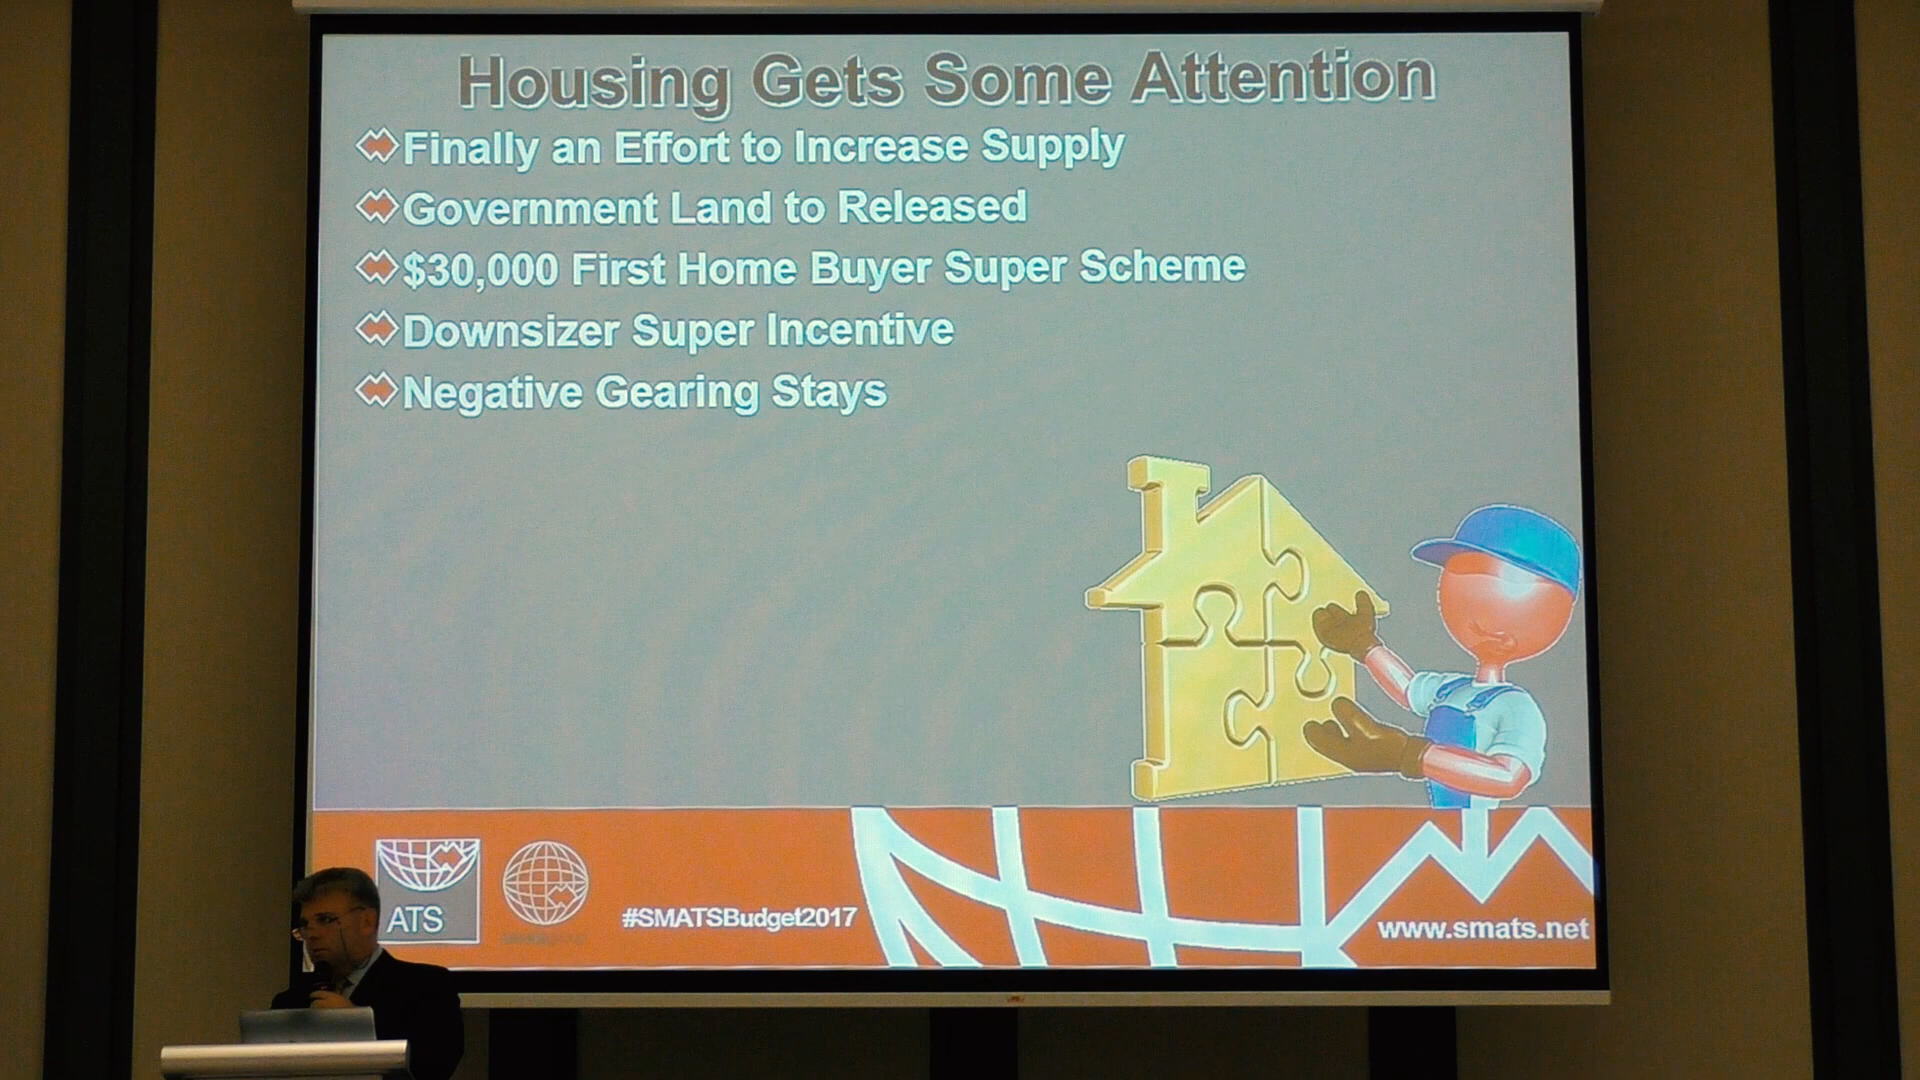 Housing Gets Some Attention
Finally an Effort to Increase Supply
Government Land to Released
$30,000 First Home Buyer Super Scheme
Downsizer Super Incentive
Negative Gearing Stays
ATS
#SMATSBudget2017
www.smats.net